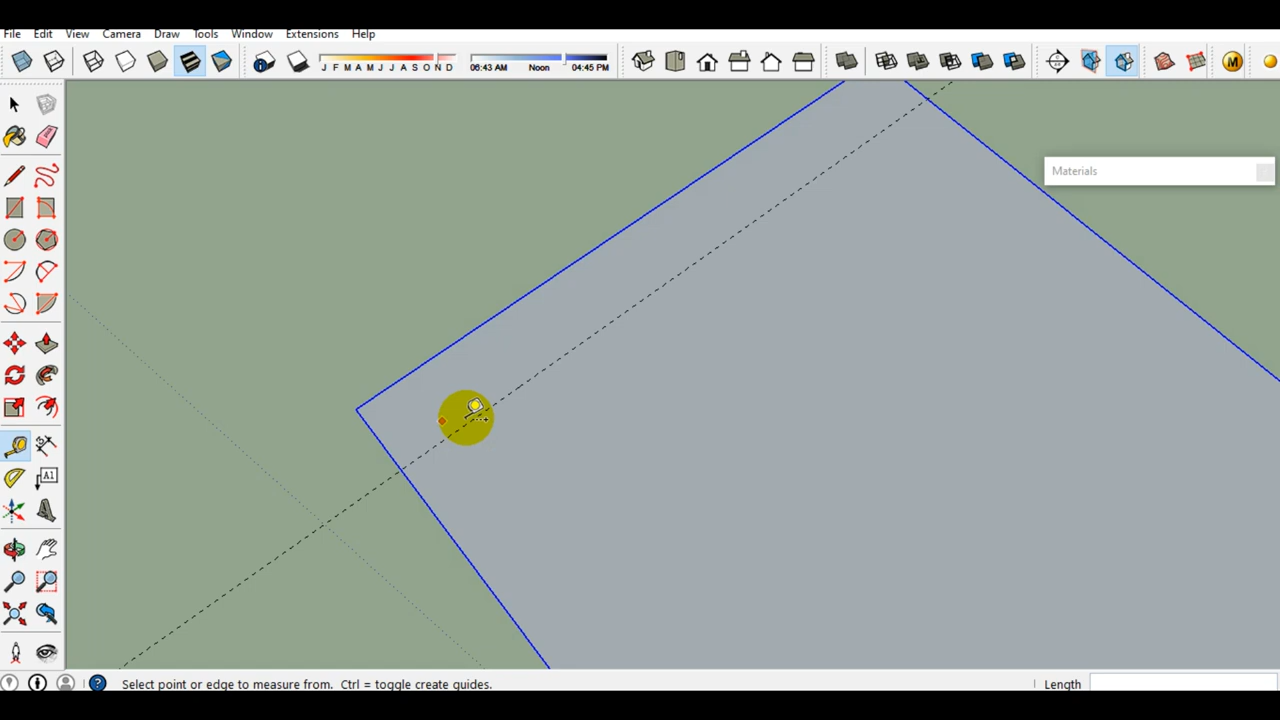 File Edit View Camera Draw Tools Window Extensions Help
J F M A M J J A S O N D 06:43 AM Noon 04:45 PM M
Materials
A1
Select point or edge to measure from. Ctrl = toggle create guides. Length